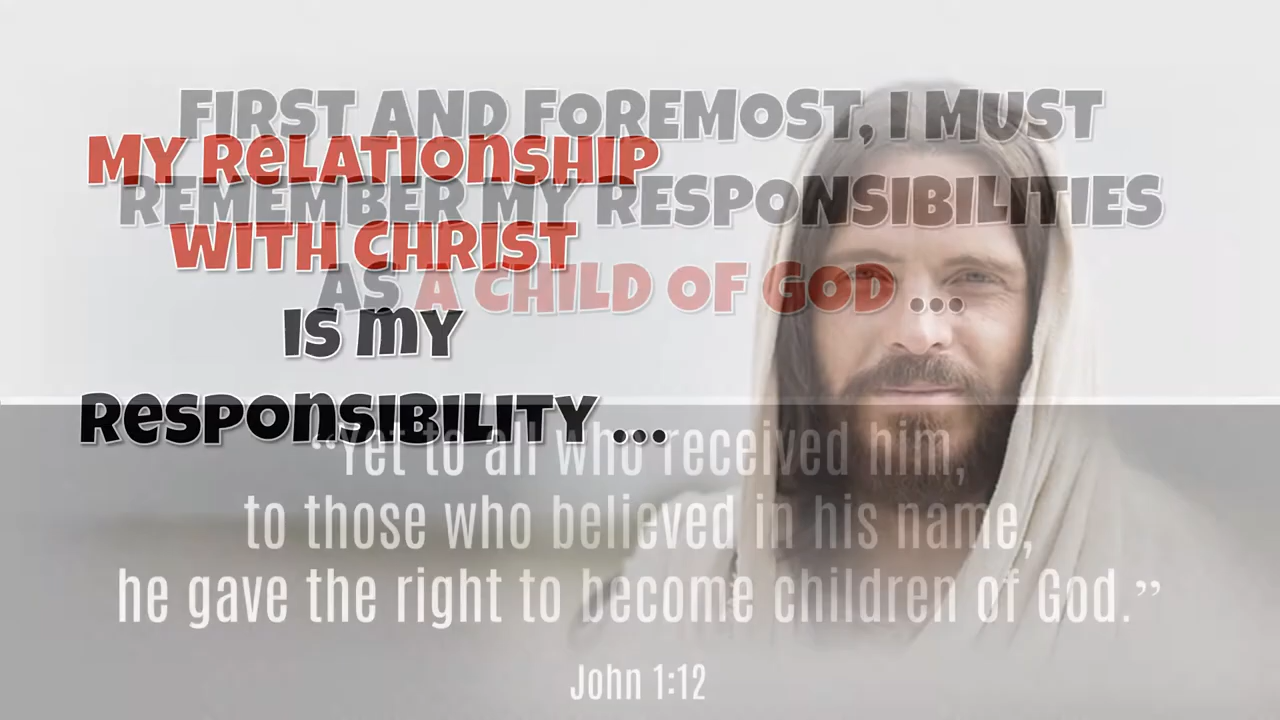 FIRST AND FOREMOST, I MUST
REMEMBER MY RESPONSIBILITIES
AS A CHILD OF GOD ...
MY RELATIONSHIP
WITH CHRIST
IS MY
RESPONSIBILITY ...
“Yet to all who received him,
to those who believed in his name,
he gave the right to become children of God.”
John 1:12